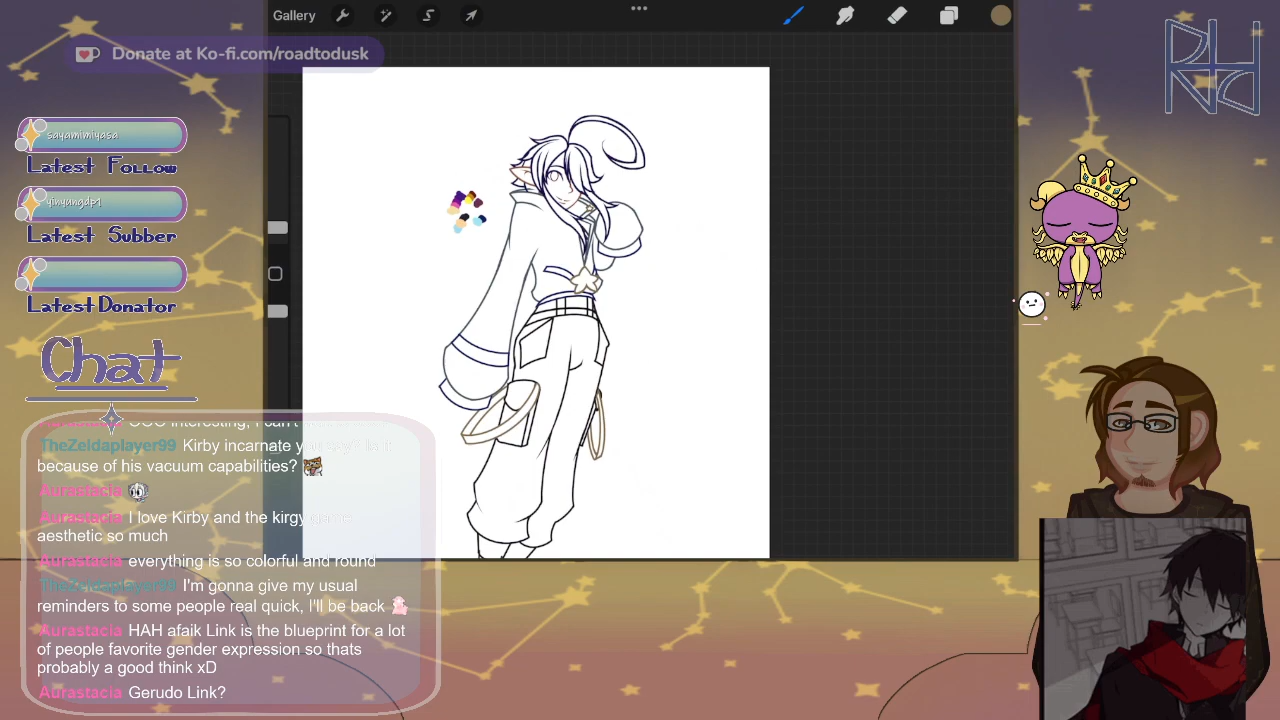 Gallery
Donate at Ko-fi.com/roadtodusk
sayamimiyasa
Latest Follow
yinyangdp1
Latest Subber
Latest Donator
Chat
TheZeldaplayer99 Kirby incarnate you say? Is it
because of his vacuum capabilities?
Aurastacia
Aurastacia I love Kirby and the kirgy game
aesthetic so much
Aurastacia everything is so colorful and round
TheZeldaplayer99 I'm gonna give my usual
reminders to some people real quick, I'll be back
Aurastacia HAH afaik Link is the blueprint for a lot
of people favorite gender expression so thats
probably a good think xD
Aurastacia Gerudo Link?